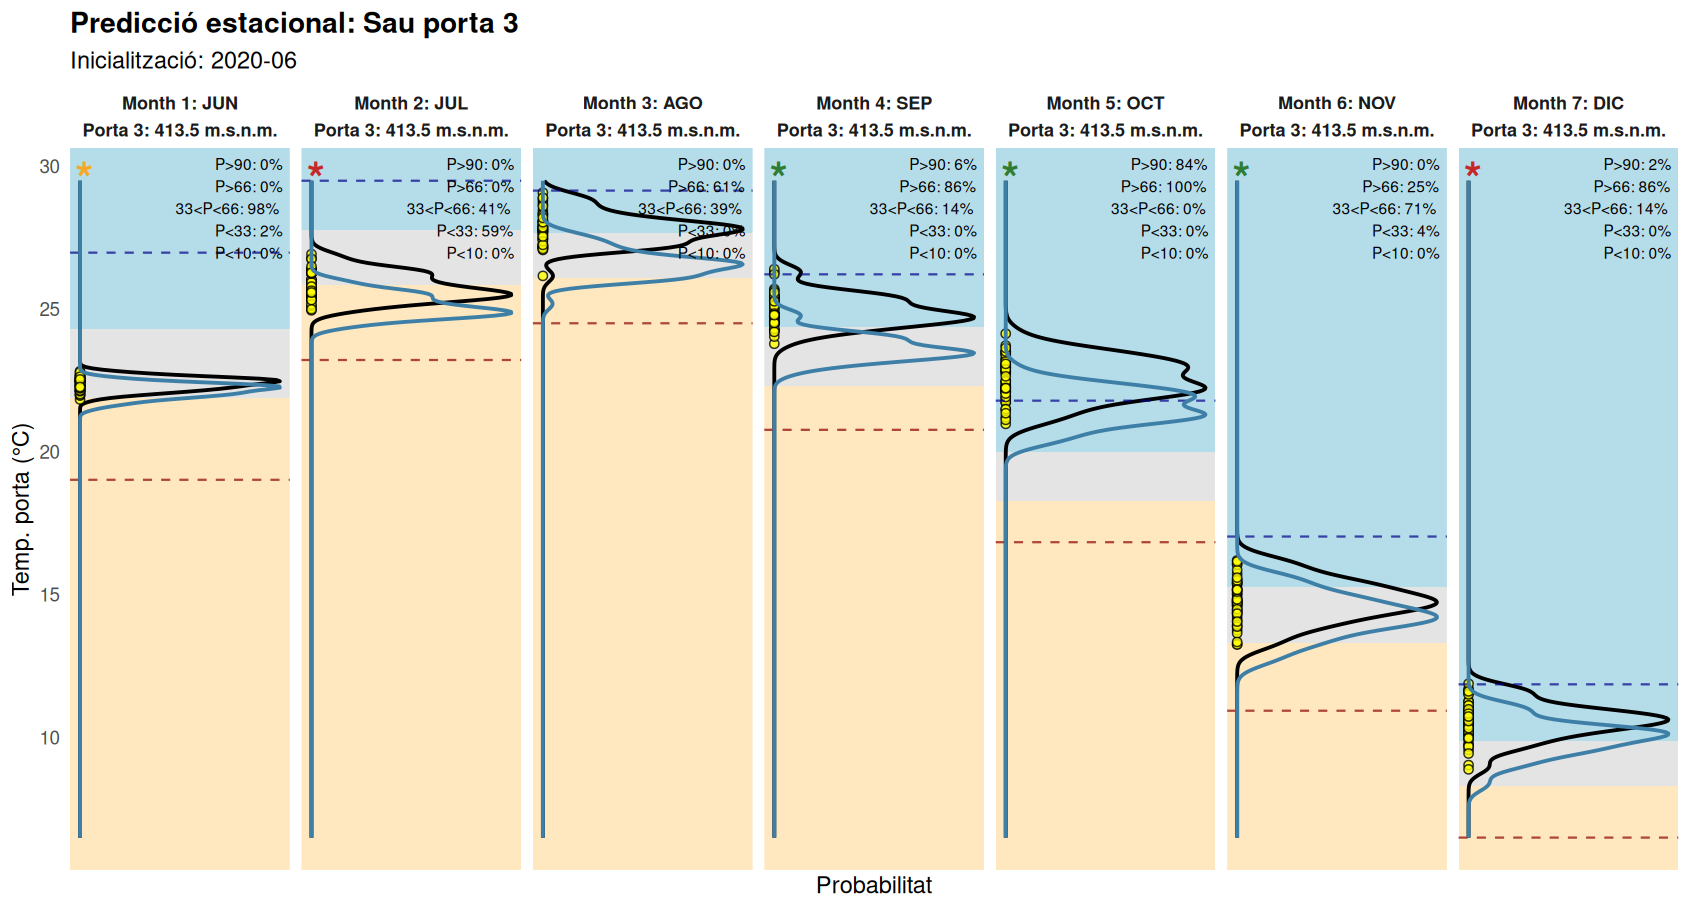 Predicció estacional: Sau porta 3
Inicialització: 2020-06
Month 1: JUN
Porta 3: 413.5 m.s.n.m.
Month 2: JUL
Porta 3: 413.5 m.s.n.m.
Month 3: AGO
Porta 3: 413.5 m.s.n.m.
Month 4: SEP
Porta 3: 413.5 m.s.n.m.
Month 5: OCT
Porta 3: 413.5 m.s.n.m.
Month 6: NOV
Porta 3: 413.5 m.s.n.m.
Month 7: DIC
Porta 3: 413.5 m.s.n.m.
Temp. porta (°C)
30
25
20
15
10
*
P>90: 0%
P>66: 0%
33<P<66: 98%
P<33: 2%
P<10: 0%
*
P>90: 0%
P>66: 0%
33<P<66: 41%
P<33: 59%
P<10: 0%
P>90: 0%
P>66: 61%
33<P<66: 39%
P<33: 0%
P<10: 0%
*
P>90: 6%
P>66: 86%
33<P<66: 14%
P<33: 0%
P<10: 0%
*
P>90: 84%
P>66: 100%
33<P<66: 0%
P<33: 0%
P<10: 0%
*
P>90: 0%
P>66: 25%
33<P<66: 71%
P<33: 4%
P<10: 0%
*
P>90: 2%
P>66: 86%
33<P<66: 14%
P<33: 0%
P<10: 0%
Probabilitat